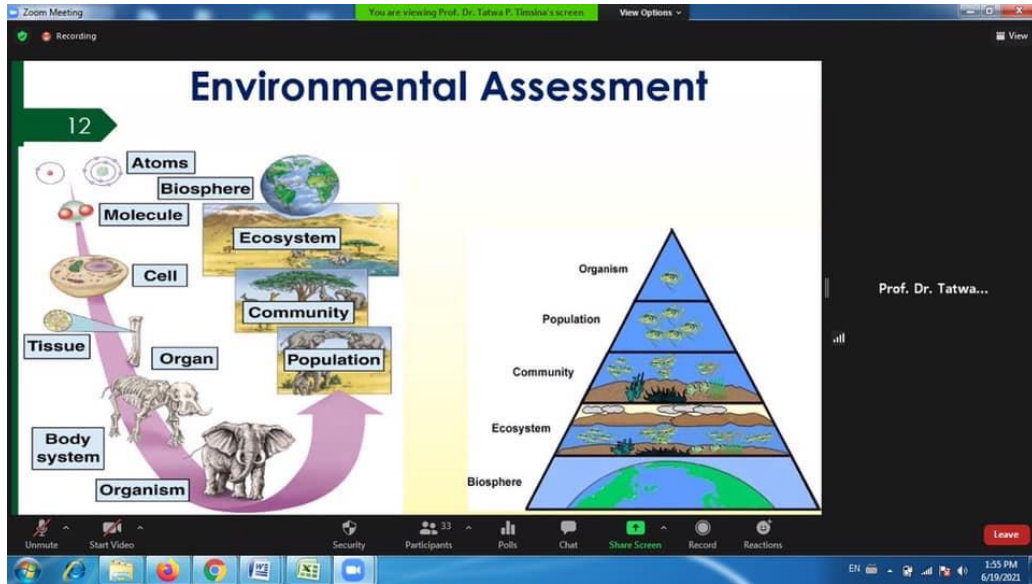 Zoom Meeting
You are viewing Prof. Dr. Tatwa P. Timsina's screen
View Options
Recording
View
Environmental Assessment
12
Atoms
Biosphere
Molecule
Ecosystem
Cell
Community
Tissue
Organ
Population
Body
system
Organism
Organism
Population
Community
Ecosystem
Biosphere
Prof. Dr. Tatwa...
Unmute
Start Video
Security
Participants
33
Polls
Chat
Share Screen
Record
Reactions
Leave
EN
1:55 PM
6/19/2021